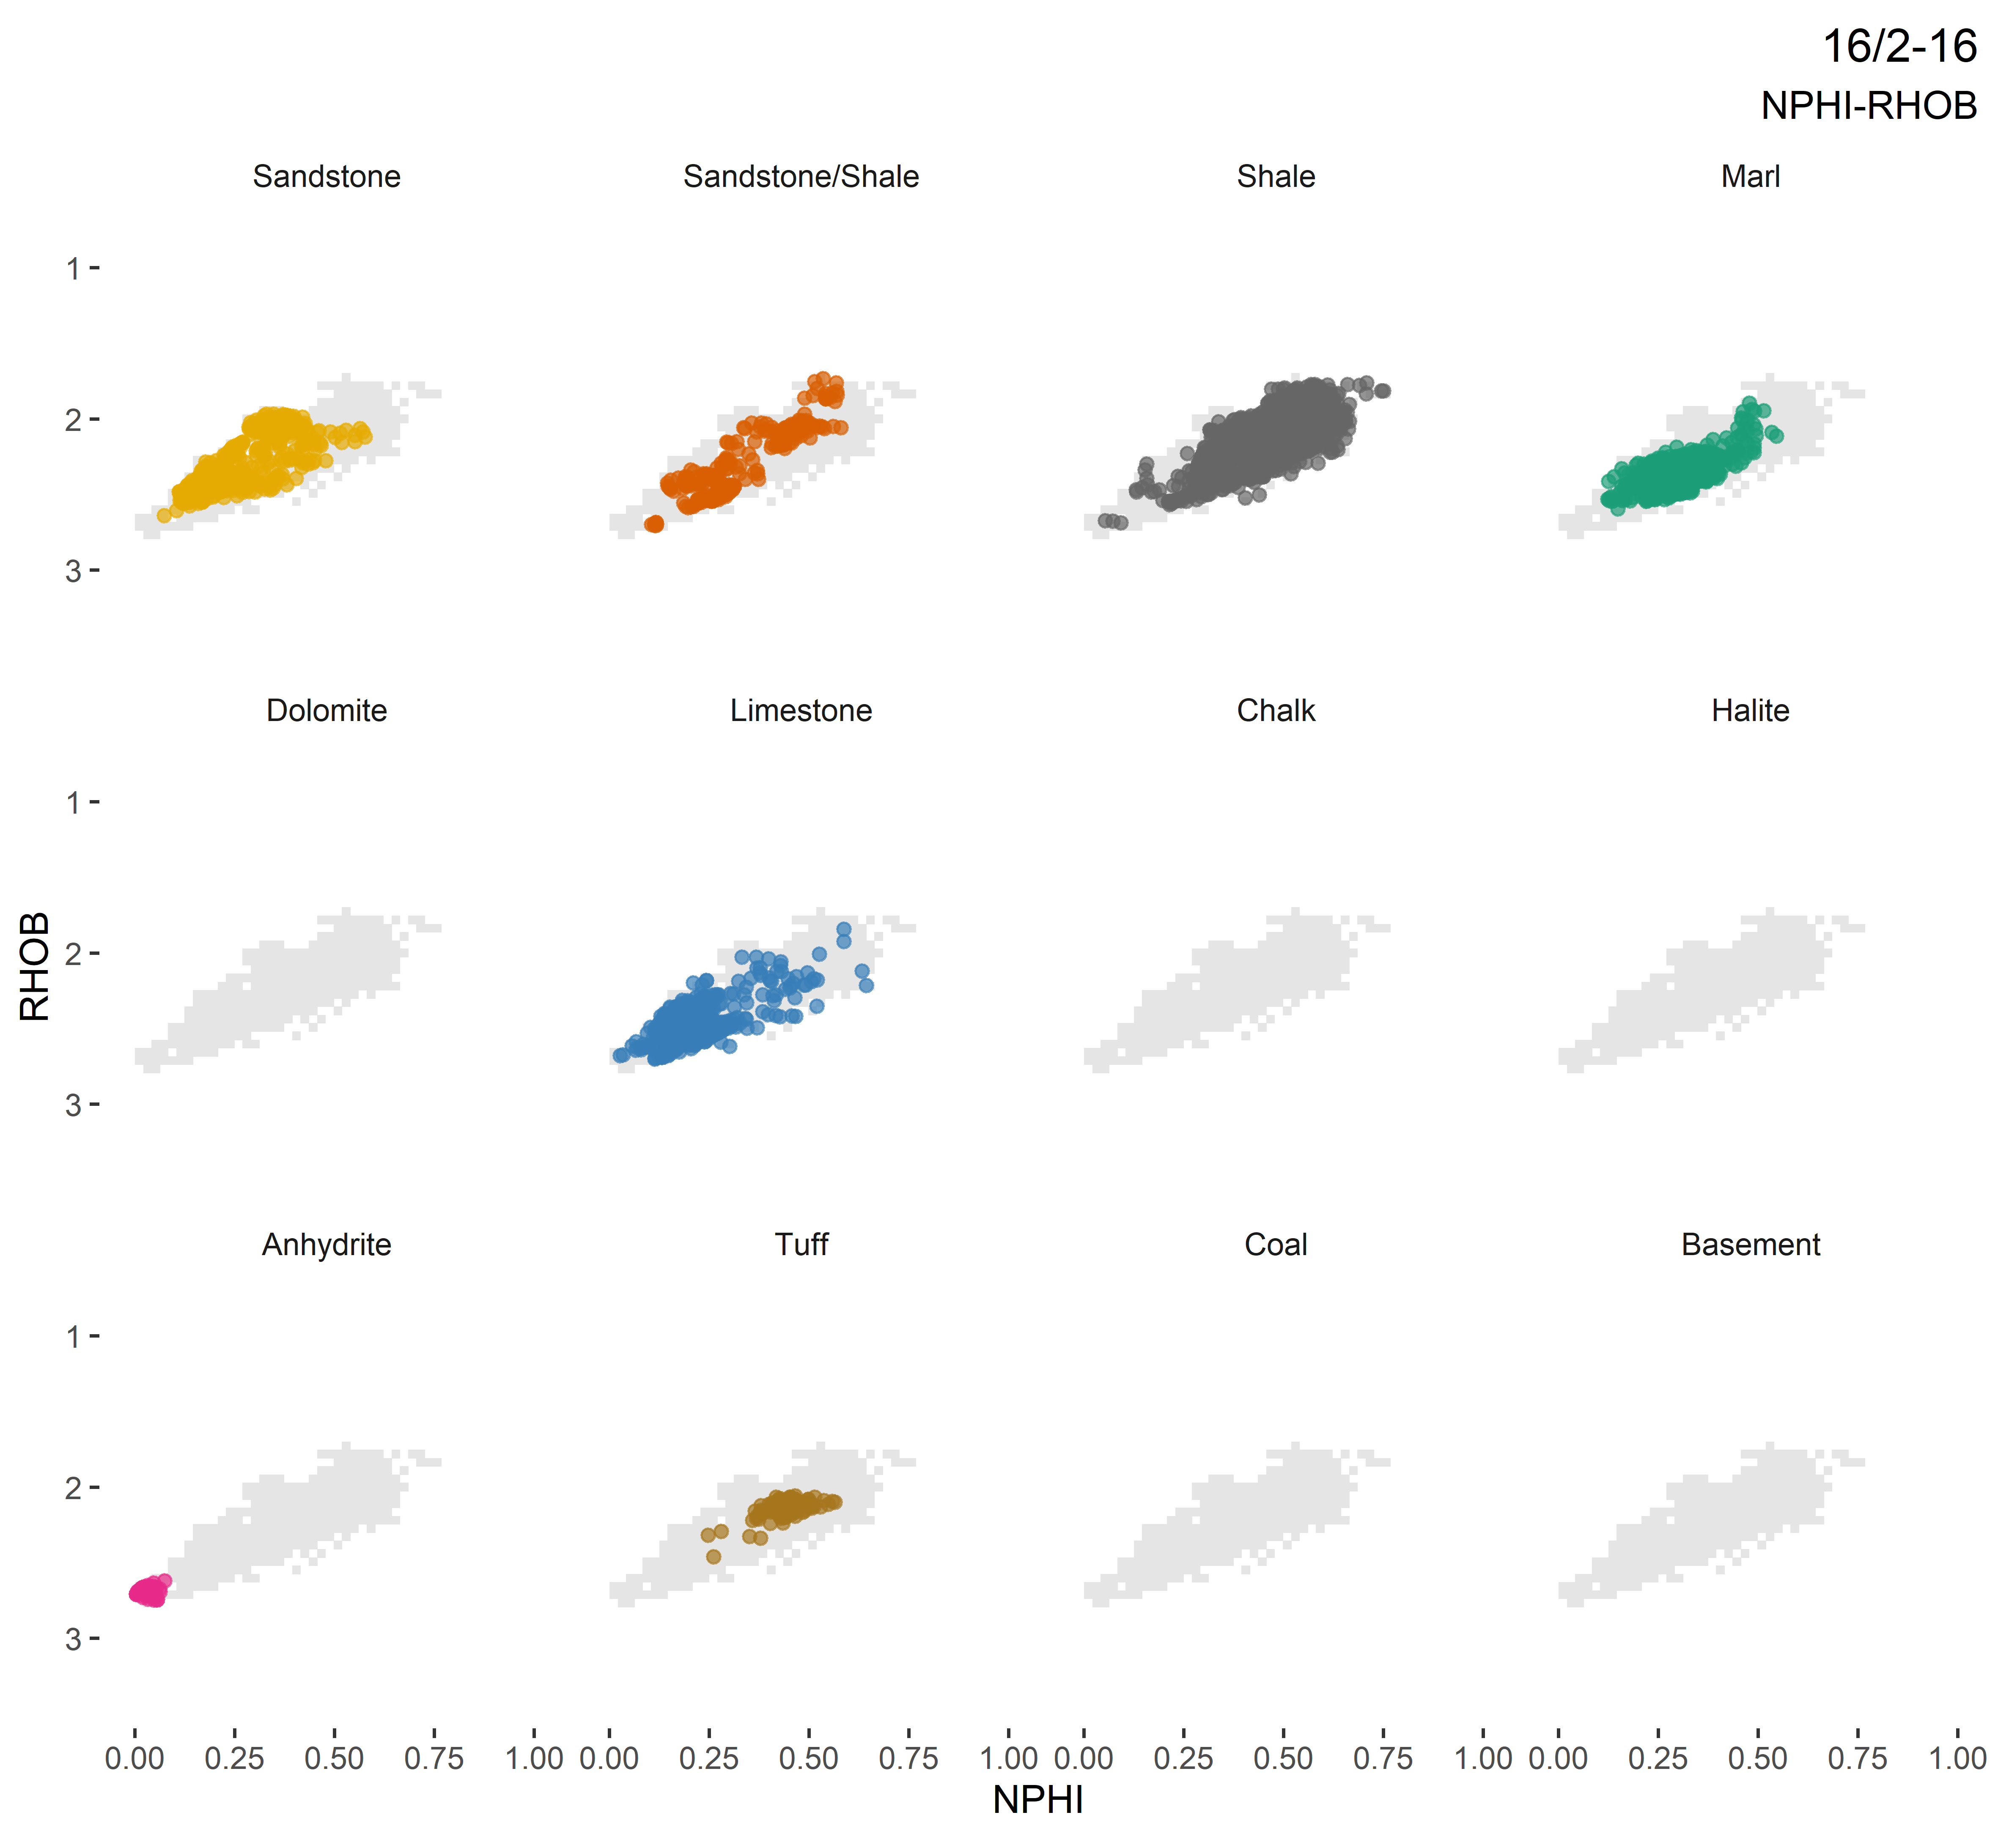 16/2-16
NPHI-RHOB
Sandstone Sandstone/Shale Shale Marl
1
2
3
Dolomite Limestone Chalk Halite
1
2
3
RHOB
Anhydrite Tuff Coal Basement
1
2
3
0.00 0.25 0.50 0.75 1.00 0.00 0.25 0.50 0.75 1.00 0.00 0.25 0.50 0.75 1.00 0.00 0.25 0.50 0.75 1.00
NPHI